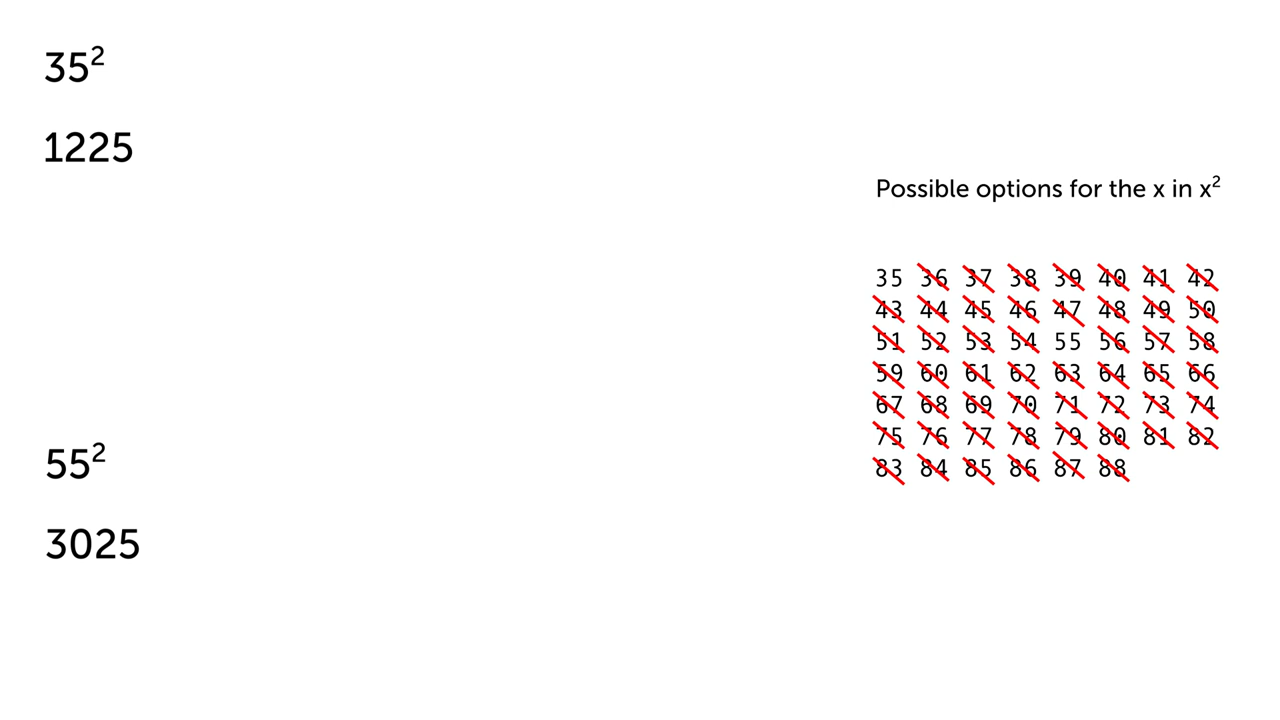 35²
1225
Possible options for the x in x²
35 36 37 38 39 40 41 42
43 44 45 46 47 48 49 50
51 52 53 54 55 56 57 58
59 60 61 62 63 64 65 66
67 68 69 70 71 72 73 74
75 76 77 78 79 80 81 82
83 84 85 86 87 88
55²
3025